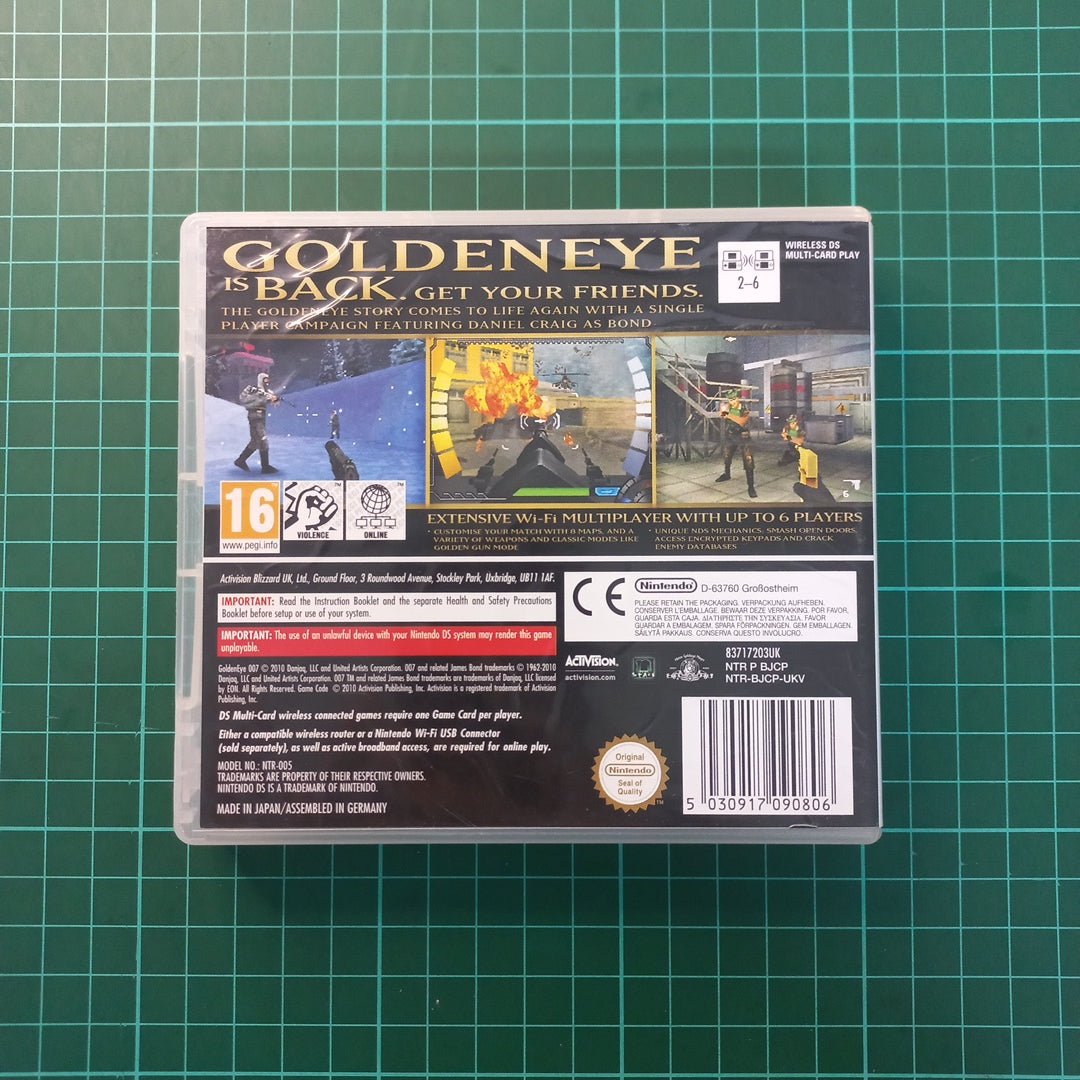 GOLDENEYE
IS BACK. GET YOUR FRIENDS.
THE GOLDENEYE STORY COMES TO LIFE AGAIN WITH A SINGLE
PLAYER CAMPAIGN FEATURING DANIEL CRAIG AS BOND
2–6
WIRELESS DS
MULTI-CARD PLAY
6
16
www.pegi.info
VIOLENCE
ONLINE
EXTENSIVE Wi-Fi MULTIPLAYER WITH UP TO 6 PLAYERS
· CUSTOMISE YOUR MATCH WITH 8 MAPS, AND A
VARIETY OF WEAPONS AND CLASSIC MODES LIKE
GOLDEN GUN MODE
· UNIQUE NDS MECHANICS. SMASH OPEN DOORS,
ACCESS ENCRYPTED KEYPADS AND CRACK
ENEMY DATABASES
Activision Blizzard UK, Ltd., Ground Floor, 3 Roundwood Avenue, Stockley Park, Uxbridge, UB11 1AF.
IMPORTANT: Read the Instruction Booklet and the separate Health and Safety Precautions
Booklet before setup or use of your system.
IMPORTANT: The use of an unlawful device with your Nintendo DS system may render this game
unplayable.
GoldenEye 007 © 2010 Danjaq, LLC and United Artists Corporation. 007 and related James Bond trademarks © 1962-2010
Danjaq, LLC and United Artists Corporation. 007 TM and related James Bond trademarks are trademarks of Danjaq, LLC, licensed
by EON. All Rights Reserved. Game Code © 2010 Activision Publishing, Inc. Activision is a registered trademark of Activision
Publishing, Inc.
DS Multi-Card wireless connected games require one Game Card per player.
Either a compatible wireless router or a Nintendo Wi-Fi USB Connector
(sold separately), as well as active broadband access, are required for online play.
MODEL NO.: NTR-005
TRADEMARKS ARE PROPERTY OF THEIR RESPECTIVE OWNERS.
NINTENDO DS IS A TRADEMARK OF NINTENDO.
MADE IN JAPAN/ASSEMBLED IN GERMANY
CE
Nintendo D-63760 Großostheim
PLEASE RETAIN THE PACKAGING. VERPACKUNG AUFHEBEN.
CONSERVER L'EMBALLAGE. BEWAAR DEZE VERPAKKING. POR FAVOR,
GUARDA ESTA CAJA. ΔΙΑΤΗΡΗΣΤΕ ΤΗΝ ΣΥΣΚΕΥΑΣΙΑ. FAVOR
GUARDAR A EMBALAGEM. SPARA FÖRPACKNINGEN. GEM EMBALLAGEN.
SÄILYTÄ PAKKAUS. CONSERVA QUESTO INVOLUCRO.
ACTIVISION.
activision.com
83717203UK
NTR P BJCP
NTR-BJCP-UKV
Original
Nintendo
Seal of
Quality
TM
5 030917 090806